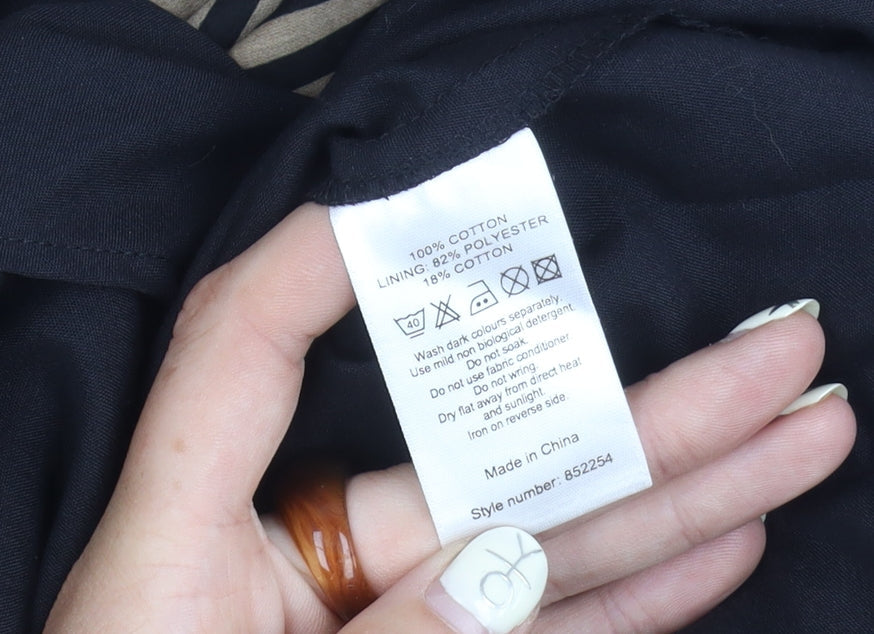 100% COTTON
LINING: 82% POLYESTER
18% COTTON
40
Wash dark colours separately.
Use mild non biological detergent.
Do not soak.
Do not use fabric conditioner
Do not wring.
Dry flat away from direct heat
and sunlight.
Iron on reverse side.
Made in China
Style number: 852254